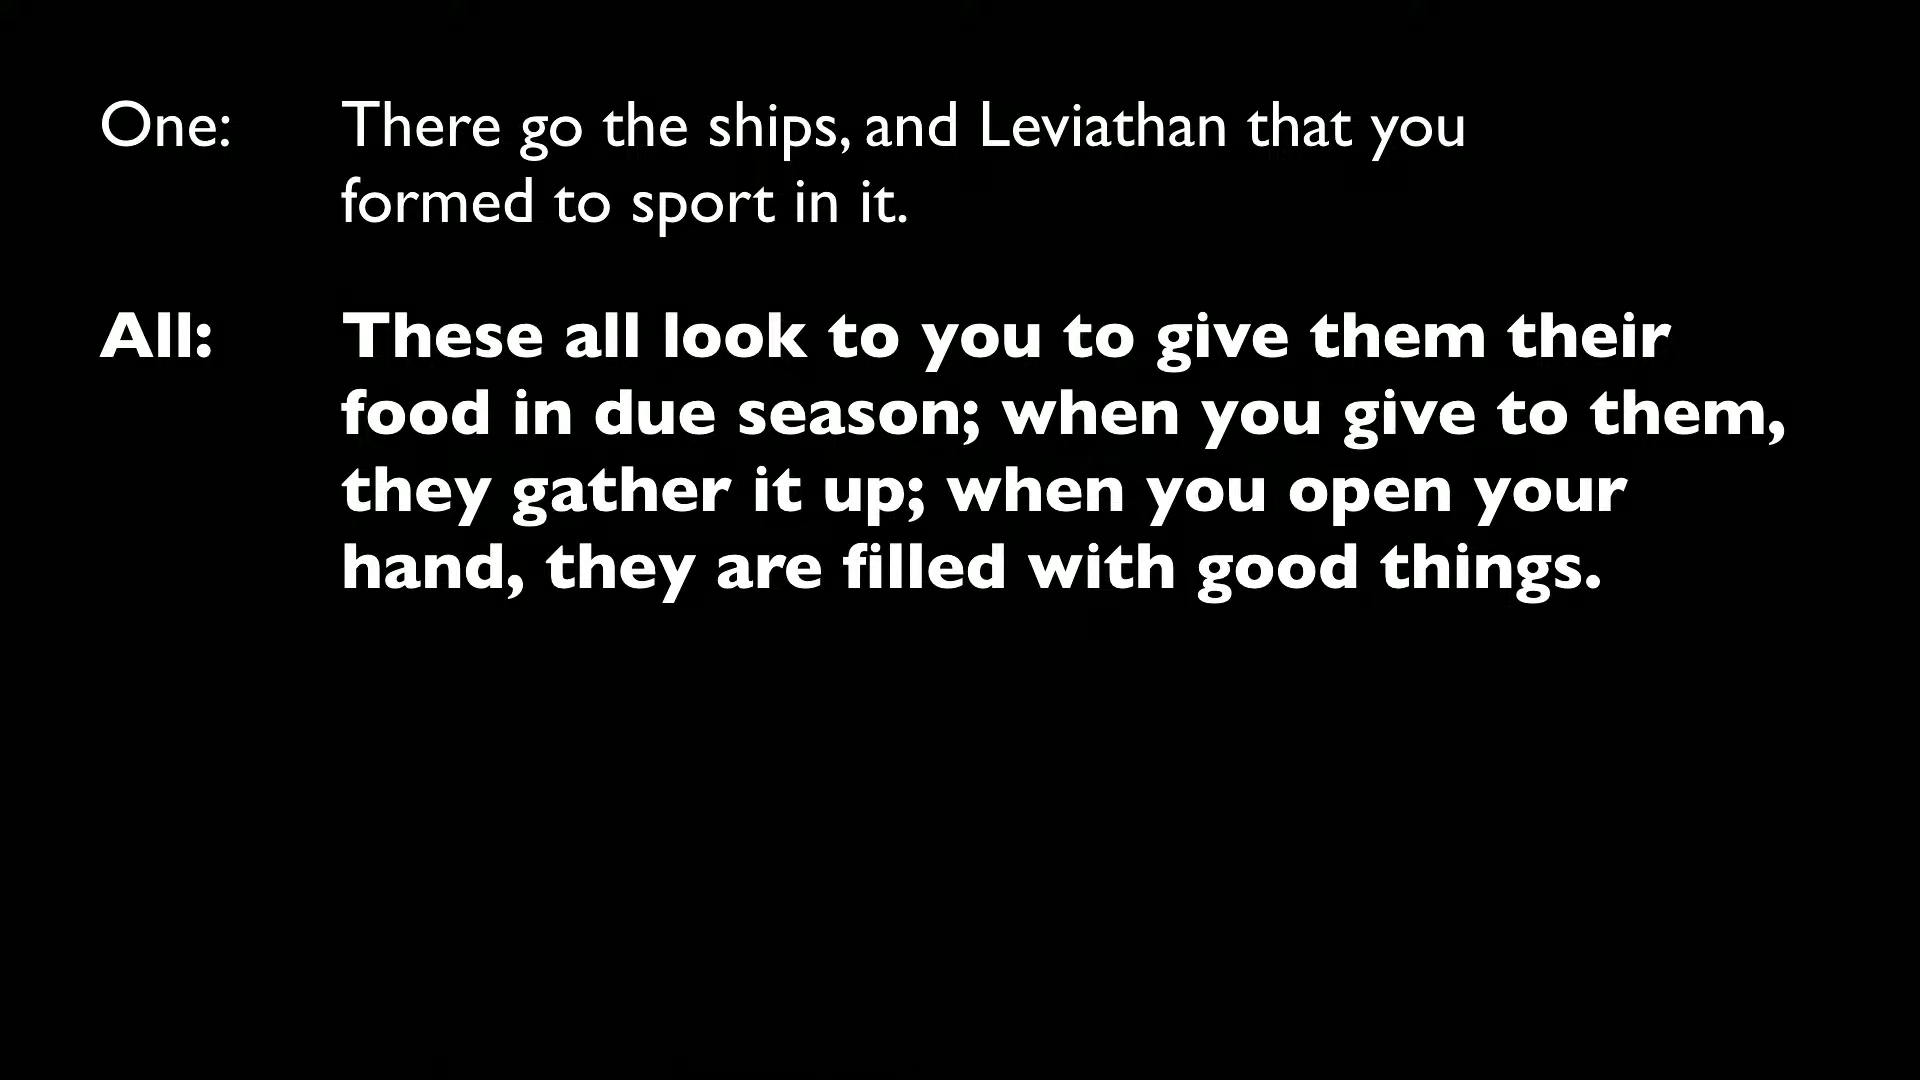 One: There go the ships, and Leviathan that you
formed to sport in it.
All: These all look to you to give them their
food in due season; when you give to them,
they gather it up; when you open your
hand, they are filled with good things.